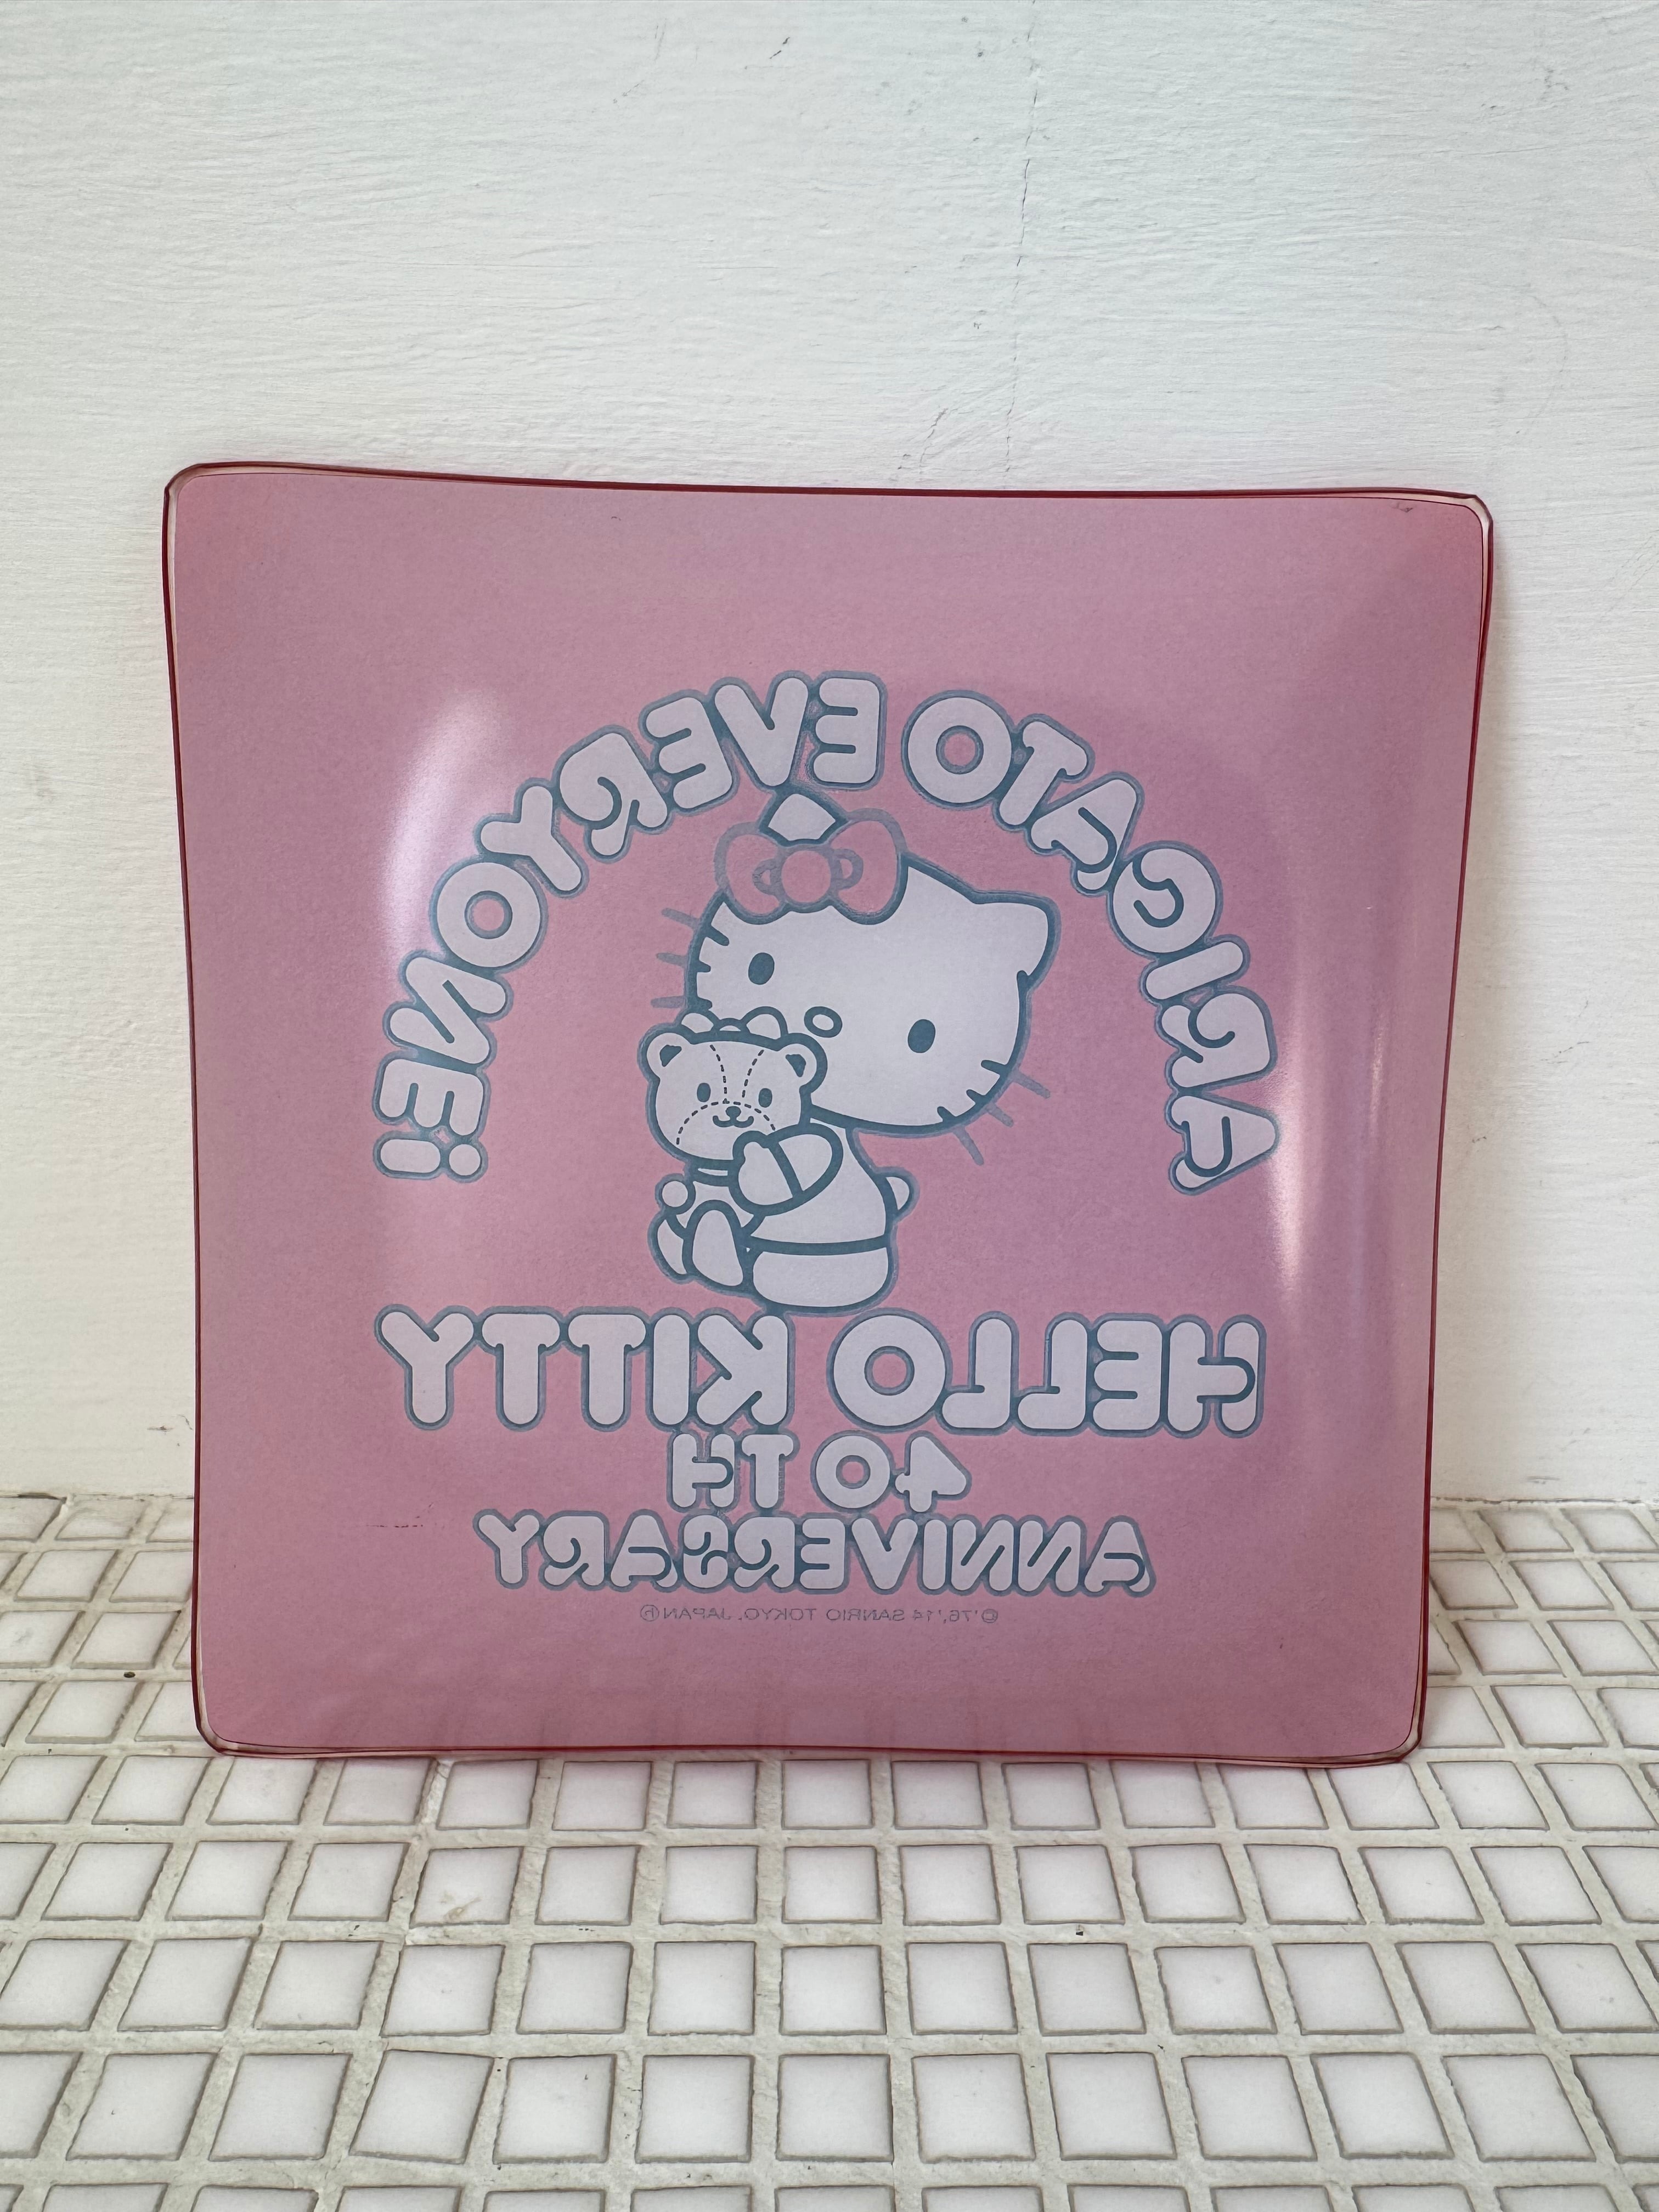 ARIGATO EVERYONE!
HELLO KITTY
40 TH
ANNIVERSARY
©'76,'14 SANRIO TOKYO, JAPAN ⓗ